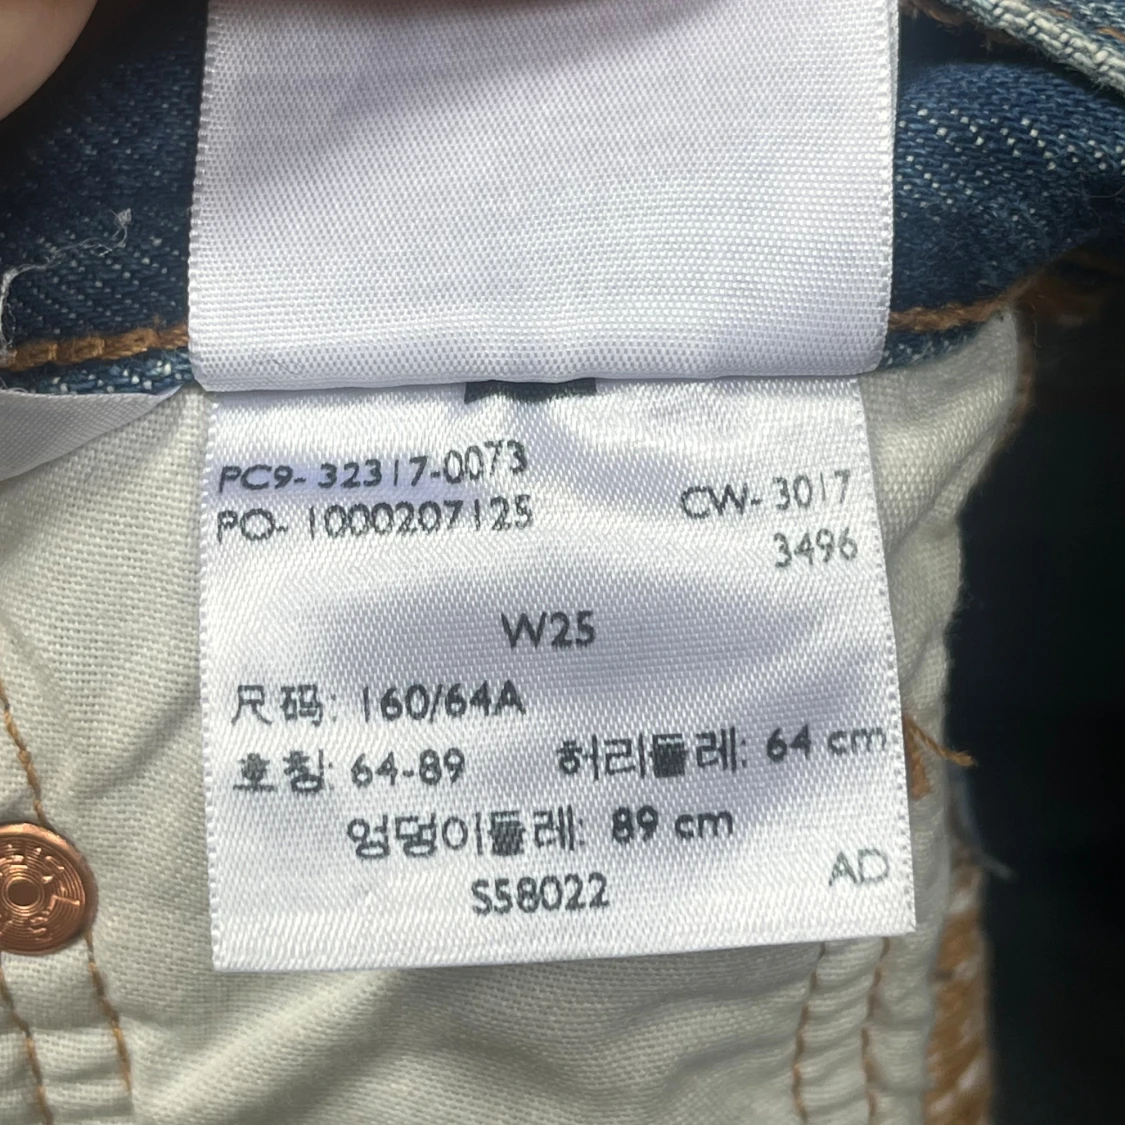 PC9- 32317-0073
PO- 1000207125
CW- 3017
3496
W25
尺码: 160/64A
호칭: 64-89 허리둘레: 64 cm
엉덩이둘레: 89 cm
S58022
AD